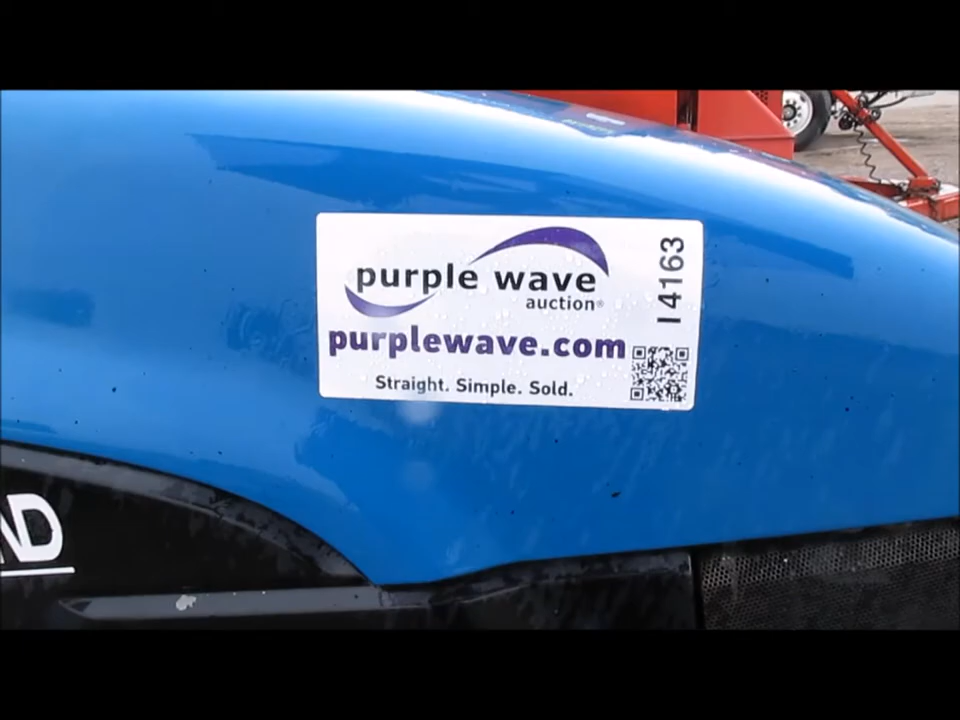 purple wave
auction®
purplewave.com
Straight. Simple. Sold.
I4163
ND